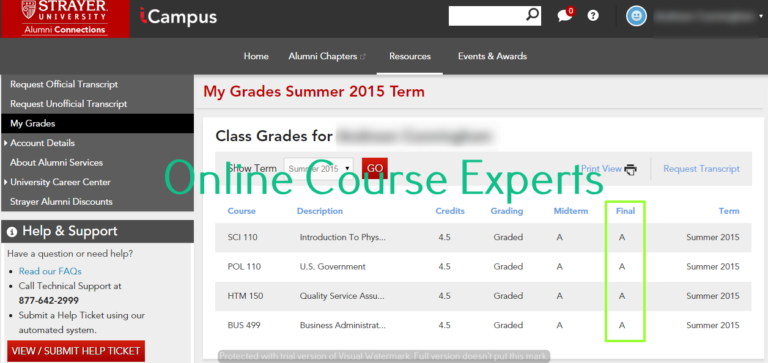 STRAYER
UNIVERSITY
Alumni Connections
iCampus
0
?
Home
Alumni Chapters
Resources
Events & Awards
Request Official Transcript
Request Unofficial Transcript
My Grades
Account Details
About Alumni Services
University Career Center
Strayer Alumni Discounts
i Help & Support
Have a question or need help?
• Read our FAQs
• Call Technical Support at
877-642-2999
• Submit a Help Ticket using our
automated system.
VIEW / SUBMIT HELP TICKET
My Grades Summer 2015 Term
Class Grades for
Show Term Summer 2015 GO Print View Request Transcript
Online Course Experts
Course Description Credits Grading Midterm Final Term
SCI 110 Introduction To Phys... 4.5 Graded A A Summer 2015
POL 110 U.S. Government 4.5 Graded A A Summer 2015
HTM 150 Quality Service Assu... 4.5 Graded A A Summer 2015
BUS 499 Business Administrat... 4.5 Graded A A Summer 2015
Protected with trial version of Visual Watermark. Full version doesn't put this mark.